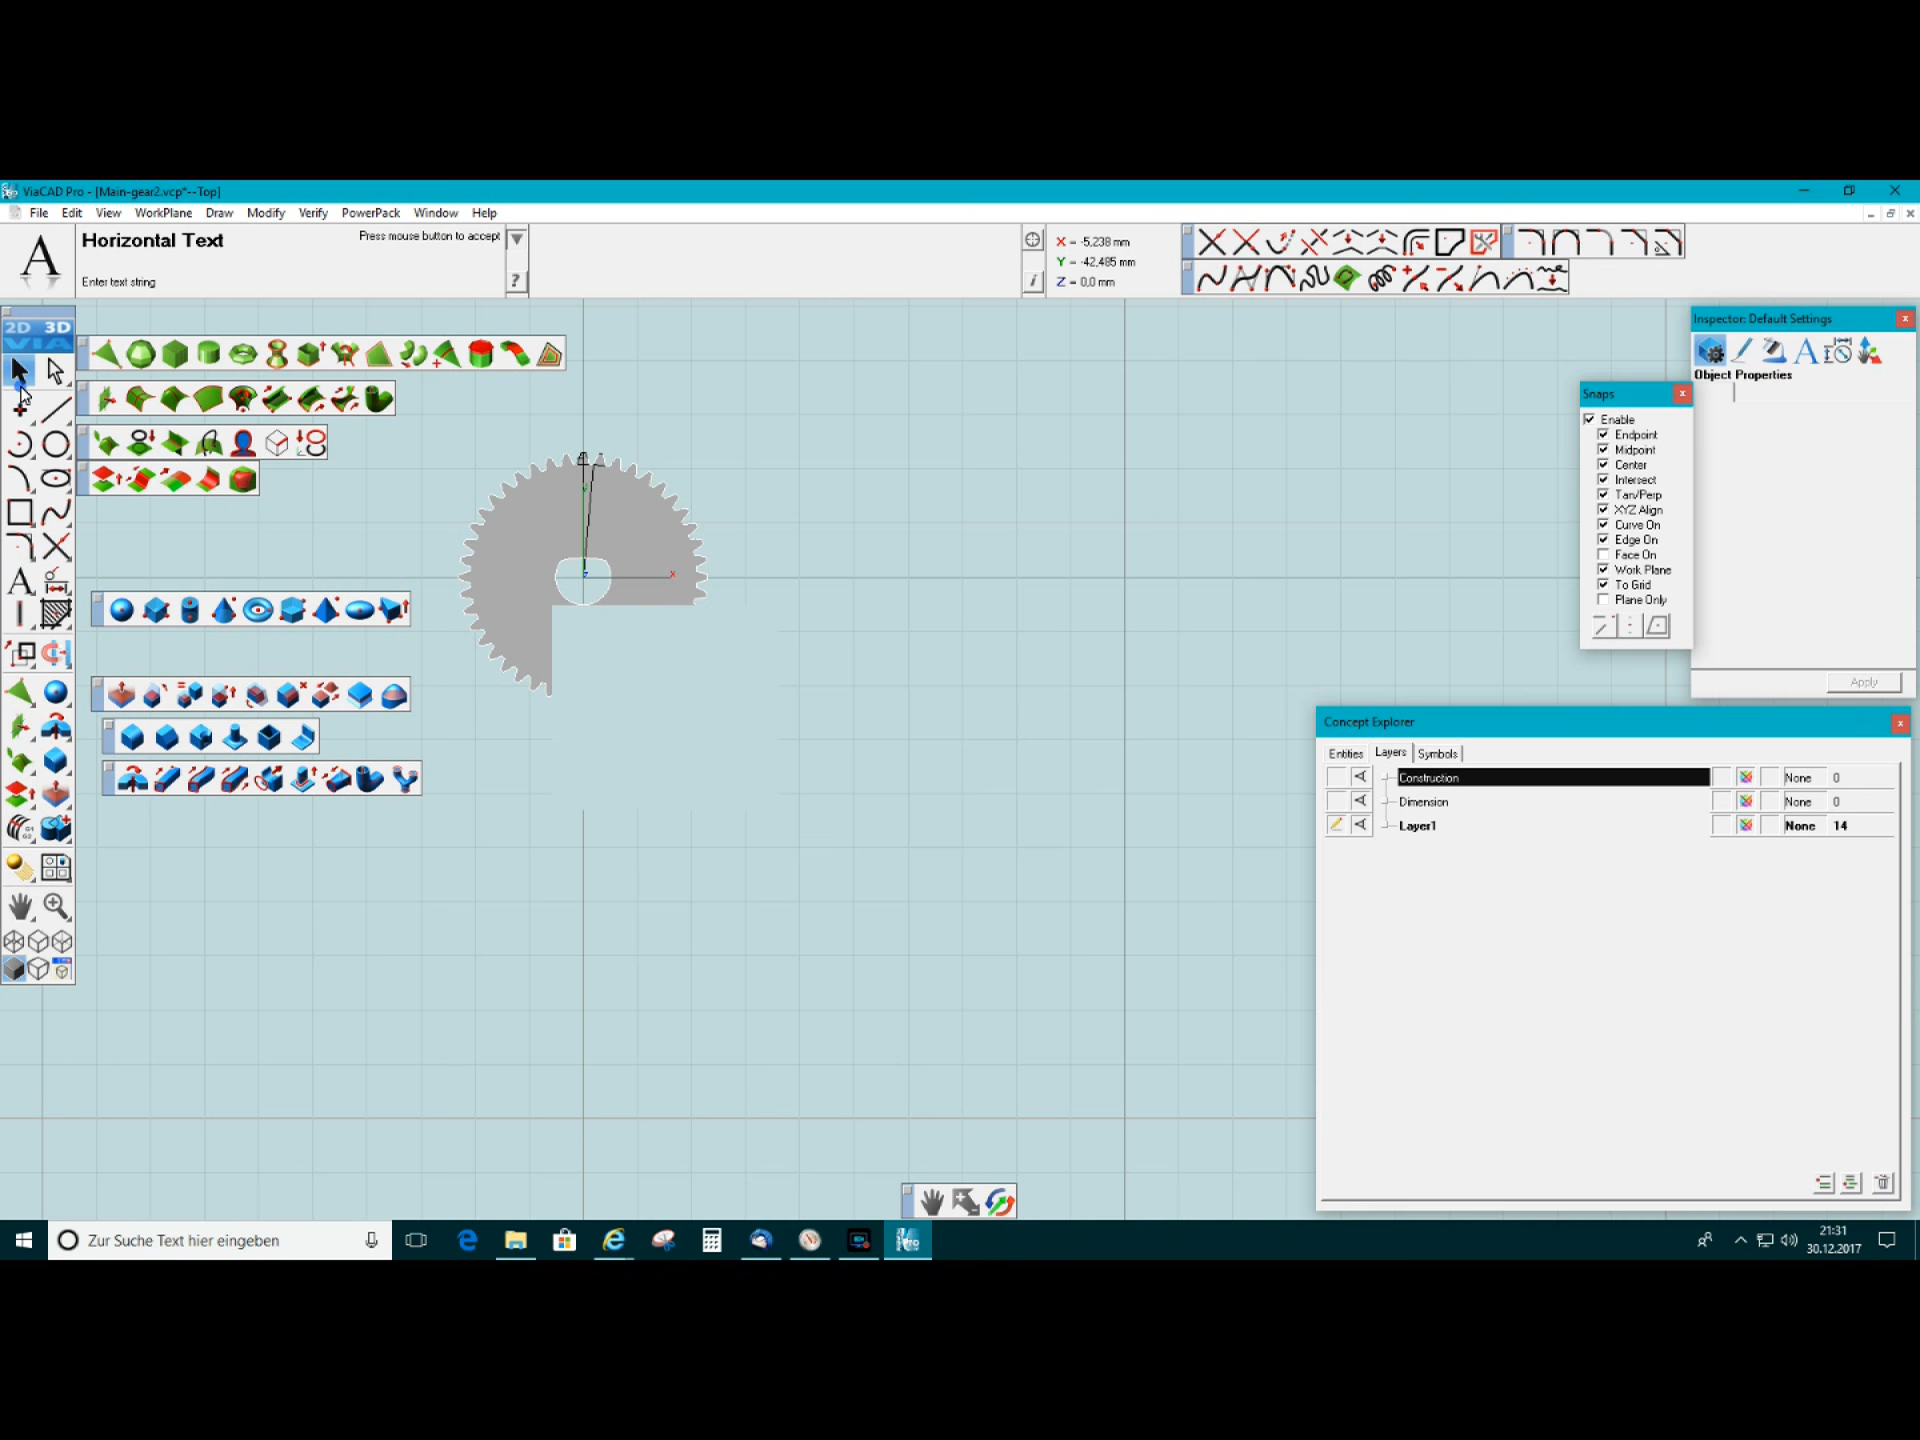 ViaCAD Pro - [Main-gear2.vcp*--Top]
File Edit View WorkPlane Draw Modify Verify PowerPack Window Help
Horizontal Text
Press mouse button to accept
Enter text string
X = -5,238 mm
Y = -42,485 mm
Z = 0,0 mm
2D 3D
VIA
Inspector: Default Settings
Object Properties
Snaps
Enable
Endpoint
Midpoint
Center
Intersect
Tan/Perp
XYZ Align
Curve On
Edge On
Face On
Work Plane
To Grid
Plane Only
Apply
Concept Explorer
Entities Layers Symbols
Construction None 0
Dimension None 0
Layer1 None 14
Zur Suche Text hier eingeben
21:31
30.12.2017